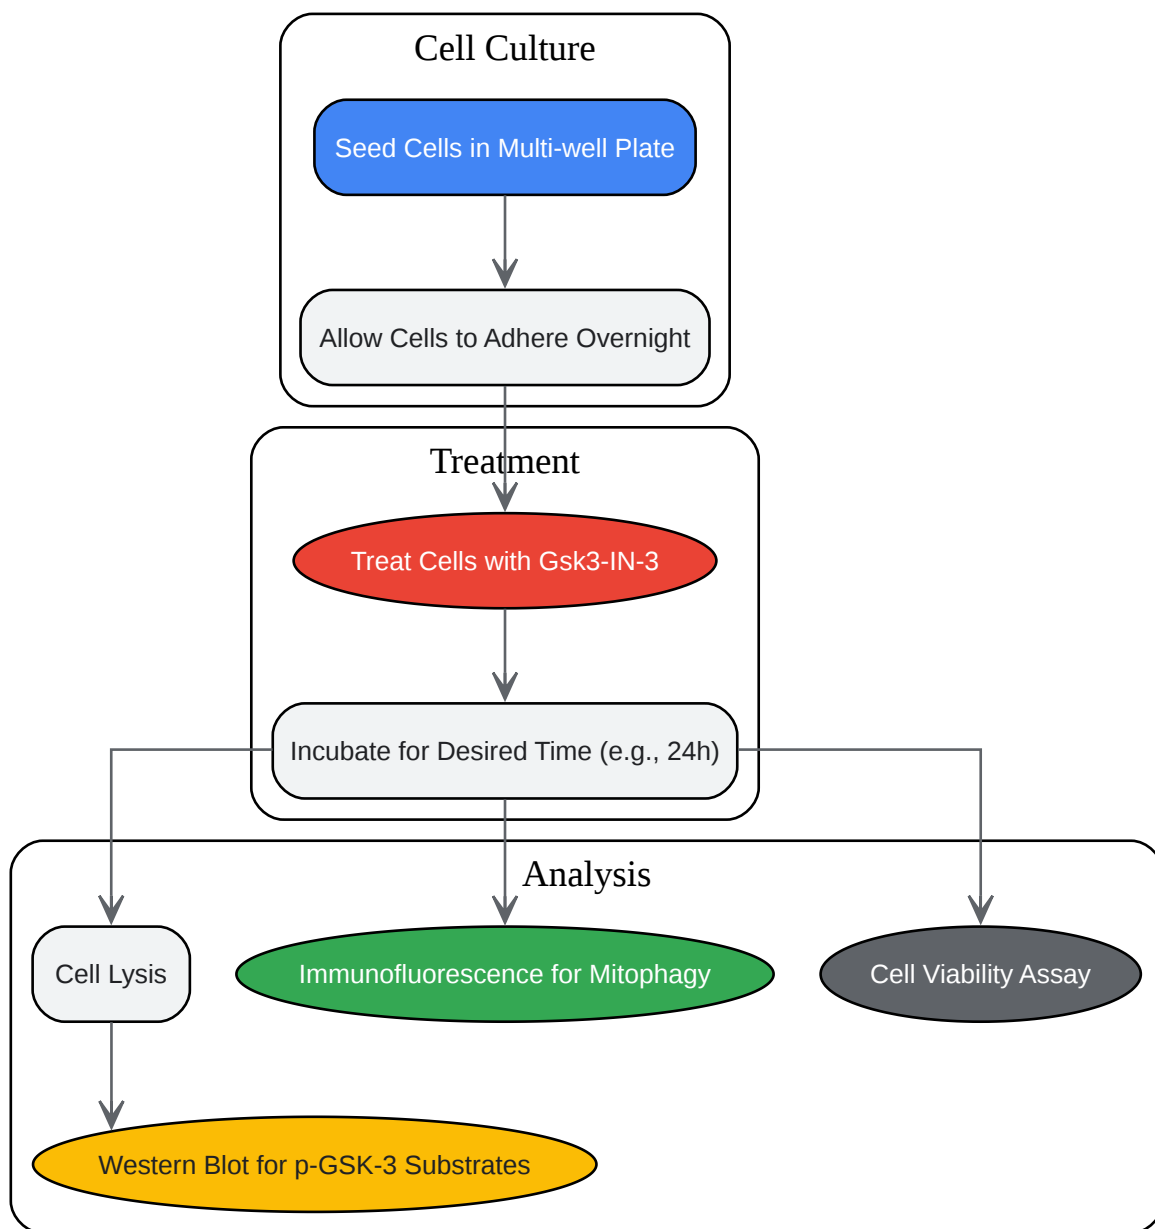 Cell Culture
Seed Cells in Multi-well Plate
Allow Cells to Adhere Overnight
Treatment
Treat Cells with Gsk3-IN-3
Incubate for Desired Time (e.g., 24h)
Analysis
Cell Lysis
Immunofluorescence for Mitophagy
Cell Viability Assay
Western Blot for p-GSK-3 Substrates